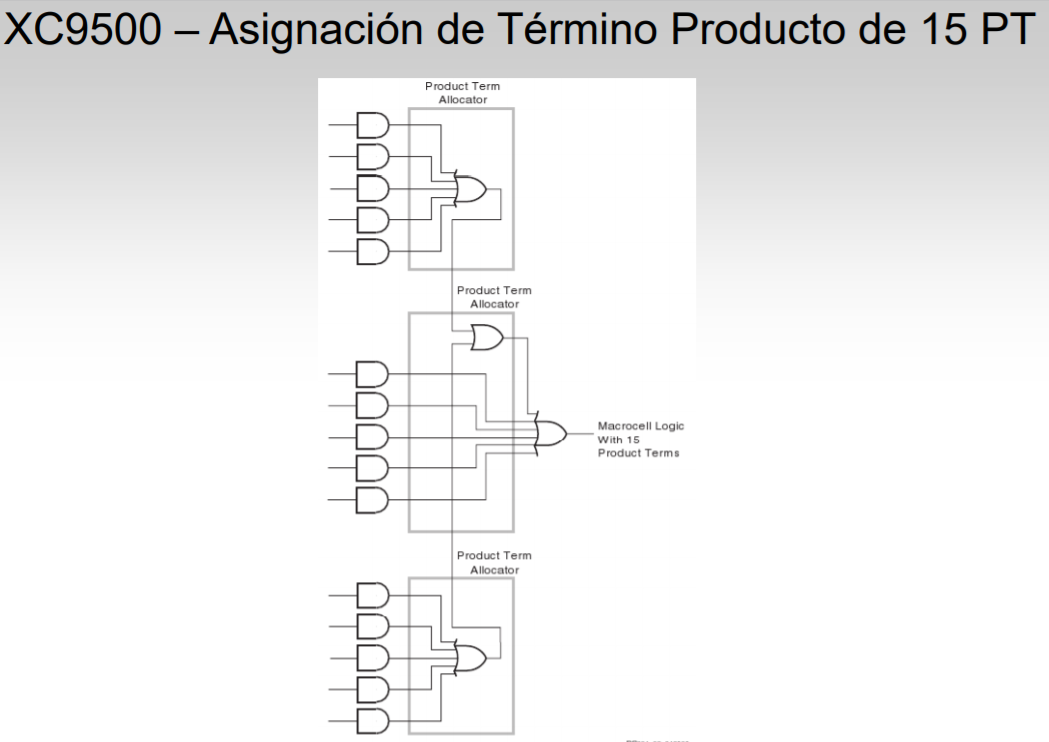 XC9500 – Asignación de Término Producto de 15 PT
Product Term
Allocator
Product Term
Allocator
Macrocell Logic
With 15
Product Terms
Product Term
Allocator